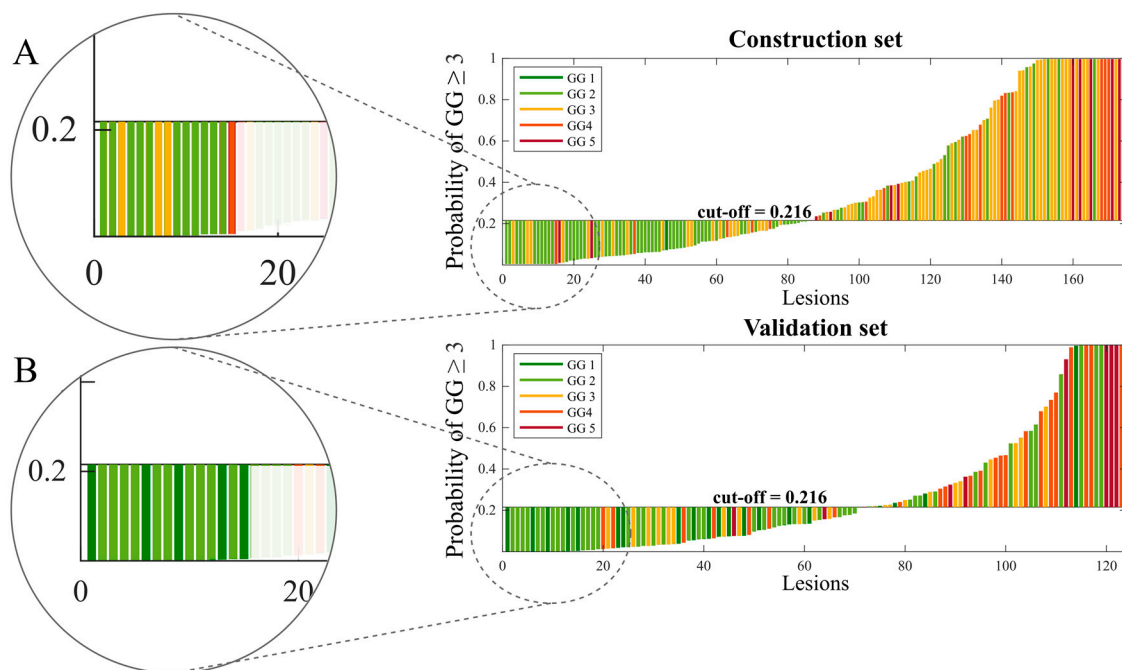 A
0.2
0
20
Construction set
Probability of GG ≥ 3
1
0.8
0.6
0.4
0.2
GG 1
GG 2
GG 3
GG4
GG 5
cut-off = 0.216
20
40
60
80
100
120
140
160
Lesions
B
0.2
0
20
Validation set
Probability of GG ≥ 3
1
0.8
0.6
0.4
0.2
GG 1
GG 2
GG 3
GG4
GG 5
cut-off = 0.216
0
20
40
60
80
100
120
Lesions